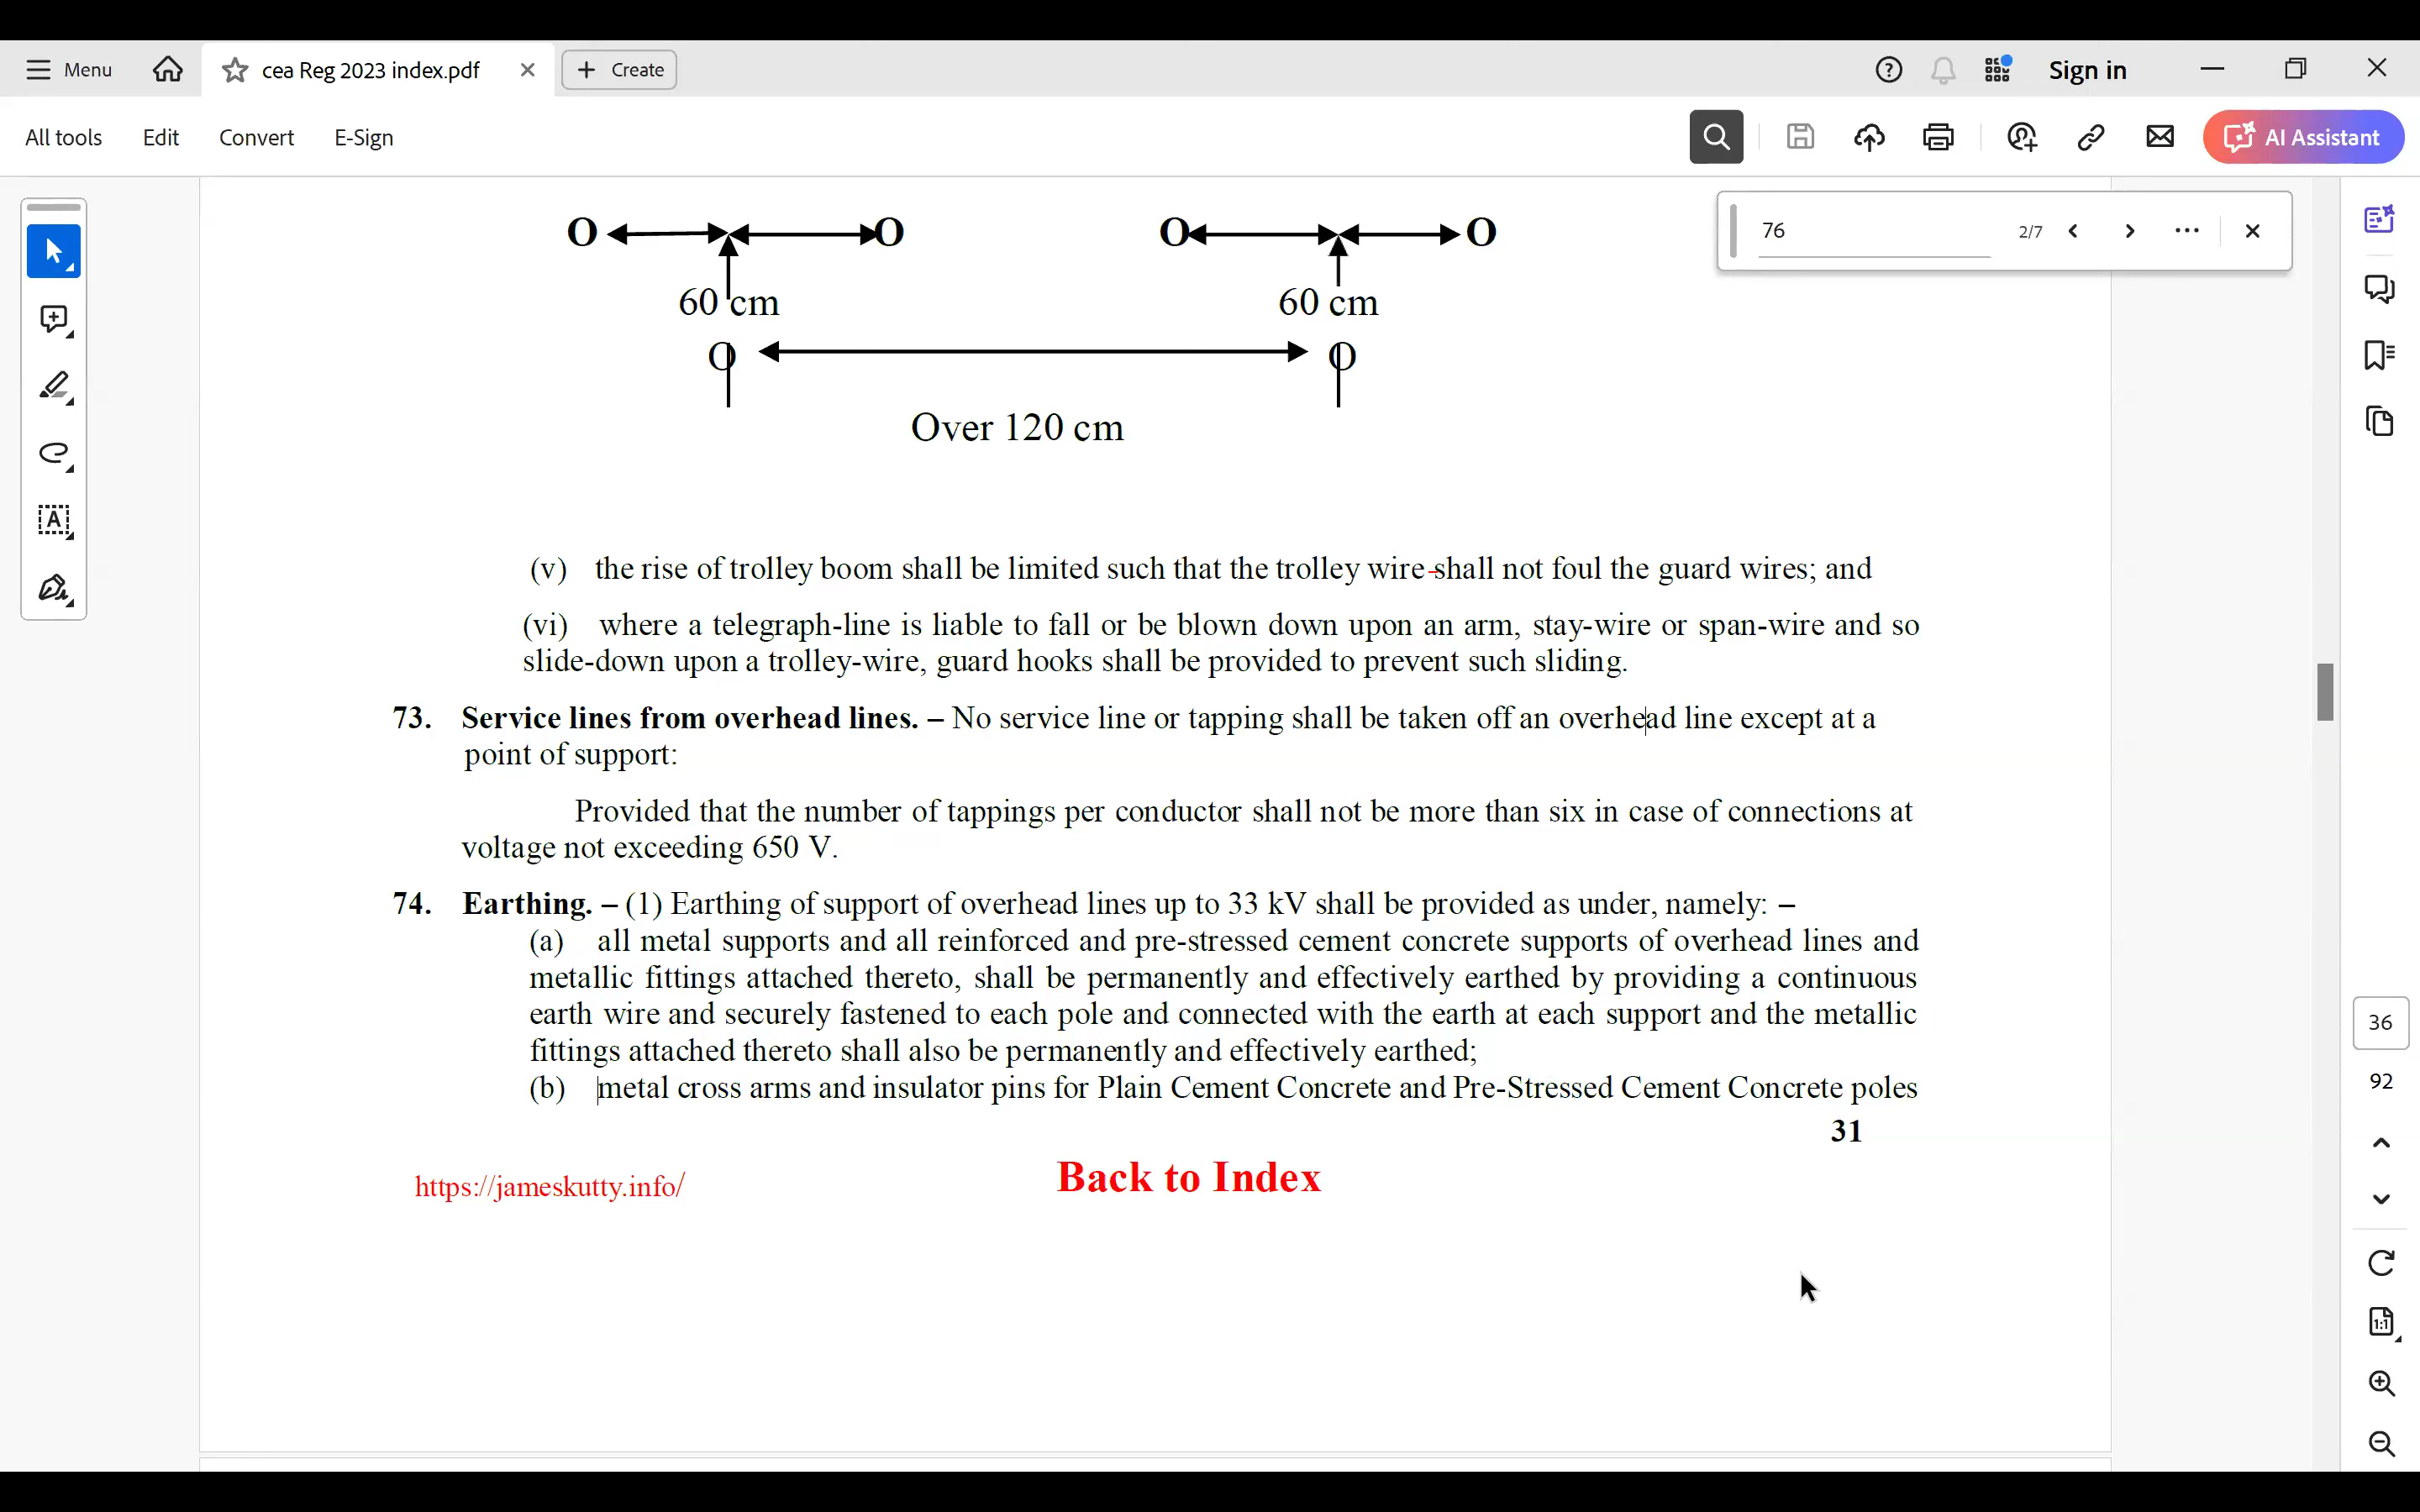 Menu
cea Reg 2023 index.pdf
Create
Sign in
All tools Edit Convert E-Sign
AI Assistant
76 2/7
O O O O
60 cm 60 cm
O O
Over 120 cm
(v) the rise of trolley boom shall be limited such that the trolley wire-shall not foul the guard wires; and
(vi) where a telegraph-line is liable to fall or be blown down upon an arm, stay-wire or span-wire and so
slide-down upon a trolley-wire, guard hooks shall be provided to prevent such sliding.
73. Service lines from overhead lines. – No service line or tapping shall be taken off an overhead line except at a
point of support:
Provided that the number of tappings per conductor shall not be more than six in case of connections at
voltage not exceeding 650 V.
74. Earthing. – (1) Earthing of support of overhead lines up to 33 kV shall be provided as under, namely: –
(a) all metal supports and all reinforced and pre-stressed cement concrete supports of overhead lines and
metallic fittings attached thereto, shall be permanently and effectively earthed by providing a continuous
earth wire and securely fastened to each pole and connected with the earth at each support and the metallic
fittings attached thereto shall also be permanently and effectively earthed;
(b) metal cross arms and insulator pins for Plain Cement Concrete and Pre-Stressed Cement Concrete poles
31
https://jameskutty.info/ Back to Index
36
92
1:1